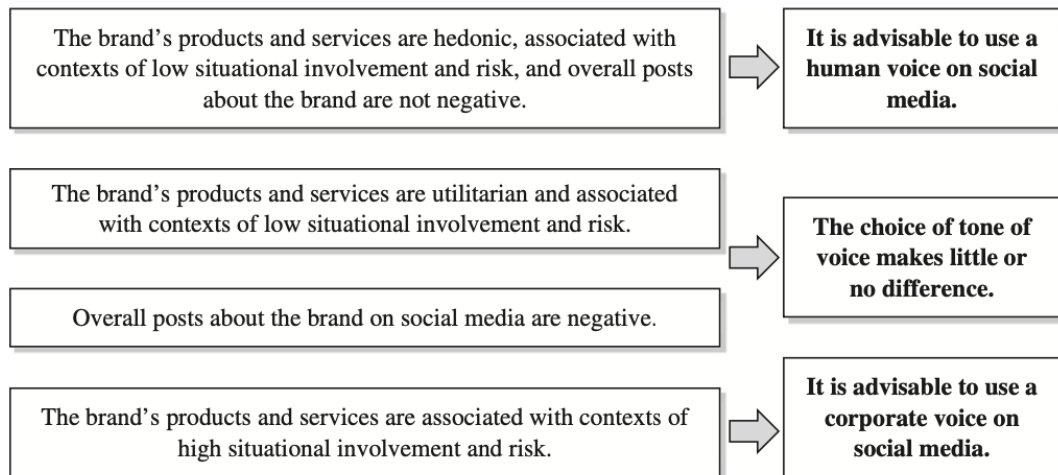 The brand’s products and services are hedonic, associated with
contexts of low situational involvement and risk, and overall posts
about the brand are not negative.
It is advisable to use a
human voice on social
media.
The brand’s products and services are utilitarian and associated
with contexts of low situational involvement and risk.
Overall posts about the brand on social media are negative.
The choice of tone of
voice makes little or
no difference.
The brand’s products and services are associated with contexts of
high situational involvement and risk.
It is advisable to use a
corporate voice on
social media.